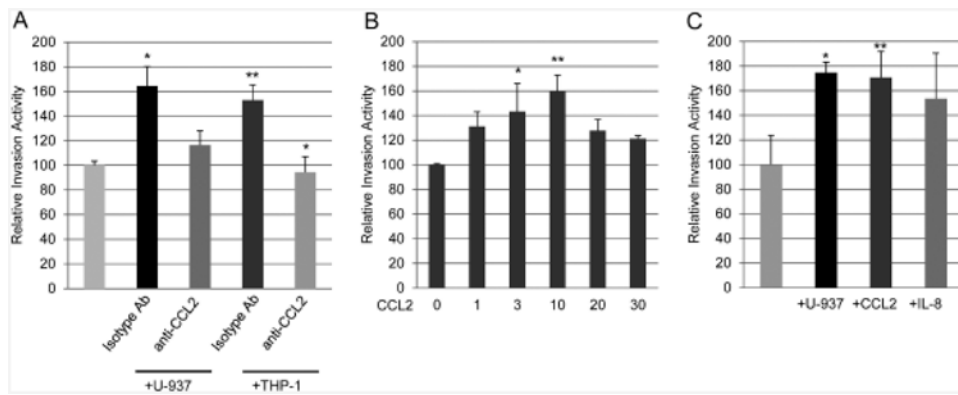 A
Relative Invasion Activity
200
180
160
140
120
100
80
60
40
20
0
*
**
*
Isotype Ab
anti-CCL2
Isotype Ab
anti-CCL2
+U-937
+THP-1
B
Relative Invasion Activity
200
180
160
140
120
100
80
60
40
20
0
*
**
CCL2 0 1 3 10 20 30
C
Relative Invasion Activity
200
180
160
140
120
100
80
60
40
20
0
*
**
+U-937 +CCL2 +IL-8